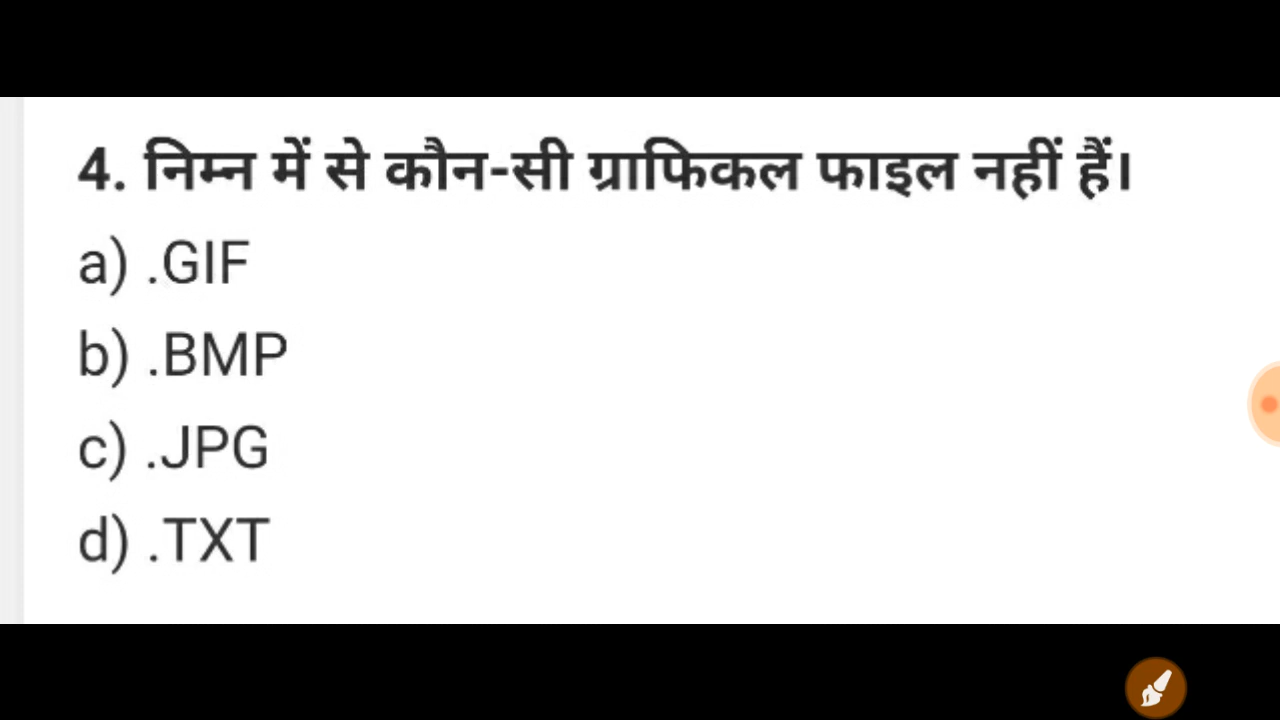 4. निम्न में से कौन-सी ग्राफिकल फाइल नहीं हैं।
a) .GIF
b) .BMP
c) .JPG
d) .TXT